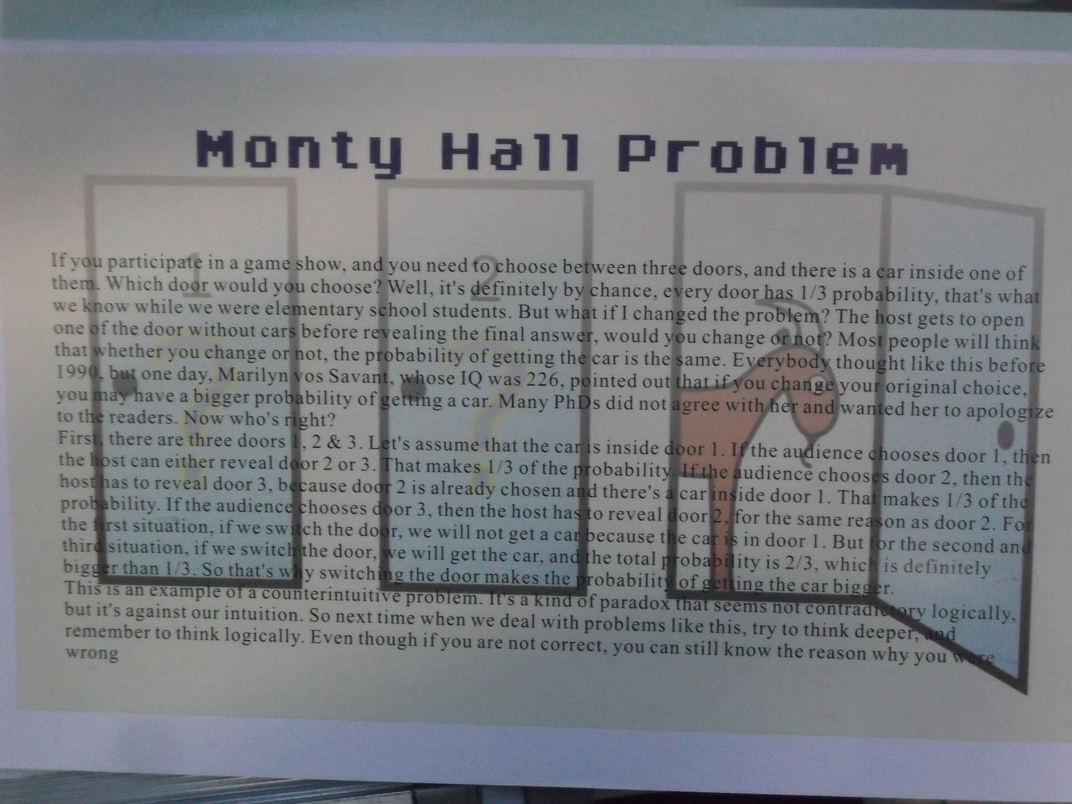 Monty Hall Problem
1 2
If you participate in a game show, and you need to choose between three doors, and there is a car inside one of
them. Which door would you choose? Well, it's definitely by chance, every door has 1/3 probability, that's what
we know while we were elementary school students. But what if I changed the problem? The host gets to open
one of the door without cars before revealing the final answer, would you change or not? Most people will think
that whether you change or not, the probability of getting the car is the same. Everybody thought like this before
1990, but one day, Marilyn vos Savant, whose IQ was 226, pointed out that if you change your original choice,
you may have a bigger probability of getting a car. Many PhDs did not agree with her and wanted her to apologize
to the readers. Now who's right?
First, there are three doors 1, 2 & 3. Let's assume that the car is inside door 1. If the audience chooses door 1, then
the host can either reveal door 2 or 3. That makes 1/3 of the probability. If the audience chooses door 2, then the
host has to reveal door 3, because door 2 is already chosen and there's a car inside door 1. That makes 1/3 of the
probability. If the audience chooses door 3, then the host has to reveal door 2, for the same reason as door 2. For
the first situation, if we switch the door, we will not get a car because the car is in door 1. But for the second and
third situation, if we switch the door, we will get the car, and the total probability is 2/3, which is definitely
bigger than 1/3. So that's why switching the door makes the probability of getting the car bigger.
This is an example of a counterintuitive problem. It's a kind of paradox that seems not contradictory logically,
but it's against our intuition. So next time when we deal with problems like this, try to think deeper, and
remember to think logically. Even though if you are not correct, you can still know the reason why you were
wrong